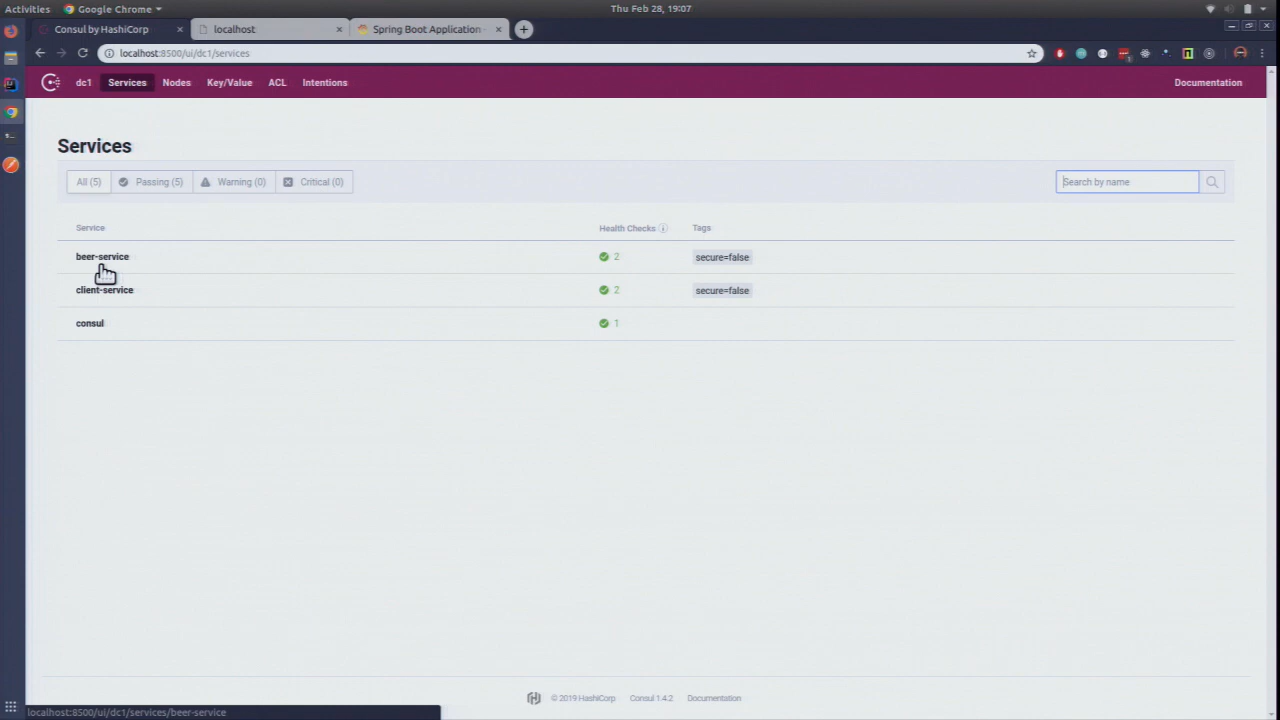 Activities Google Chrome Thu Feb 28, 19:07
Consul by HashiCorp localhost Spring Boot Application
localhost:8500/ui/dc1/services
dc1 Services Nodes Key/Value ACL Intentions Documentation
Services
All (5) Passing (5) Warning (0) Critical (0) Search by name
Service Health Checks Tags
beer-service 2 secure=false
client-service 2 secure=false
consul 1
© 2019 HashiCorp Consul 1.4.2 Documentation
localhost:8500/ui/dc1/services/beer-service